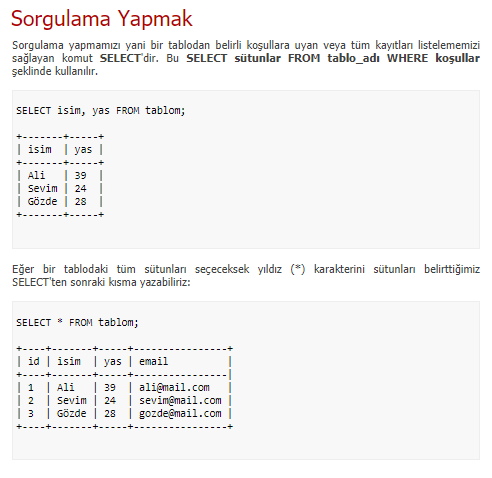 Sorgulama Yapmak
Sorgulama yapmamızı yani bir tablodan belirli koşullara uyan veya tüm kayıtları listelememizi
sağlayan komut SELECT'dir. Bu SELECT sütunlar FROM tablo_adı WHERE koşullar
şeklinde kullanılır.
SELECT isim, yas FROM tablom;
+-------+-----+
| isim  | yas |
+-------+-----+
| Ali   | 39  |
| Sevim | 24  |
| Gözde | 28  |
+-------+-----+
Eğer bir tablodaki tüm sütunları seçeceksek yıldız (*) karakterini sütunları belirttiğimiz
SELECT'ten sonraki kısma yazabiliriz:
SELECT * FROM tablom;
+----+-------+-----+---------------+
| id | isim  | yas | email         |
+----+-------+-----+---------------|
| 1  | Ali   | 39  | ali@mail.com   |
| 2  | Sevim | 24  | sevim@mail.com |
| 3  | Gözde | 28  | gozde@mail.com |
+----+-------+-----+---------------+